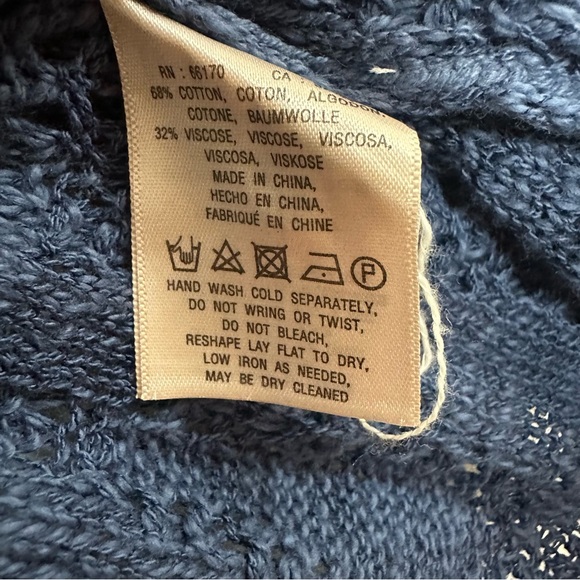 RN : 66170 CA
68% COTTON, COTON, ALGODON,
COTONE, BAUMWOLLE
32% VISCOSE, VISCOSE, VISCOSA,
VISCOSA, VISKOSE
MADE IN CHINA,
HECHO EN CHINA,
FABRIQUÉ EN CHINE
P
HAND WASH COLD SEPARATELY,
DO NOT WRING OR TWIST,
DO NOT BLEACH,
RESHAPE LAY FLAT TO DRY,
LOW IRON AS NEEDED,
MAY BE DRY CLEANED